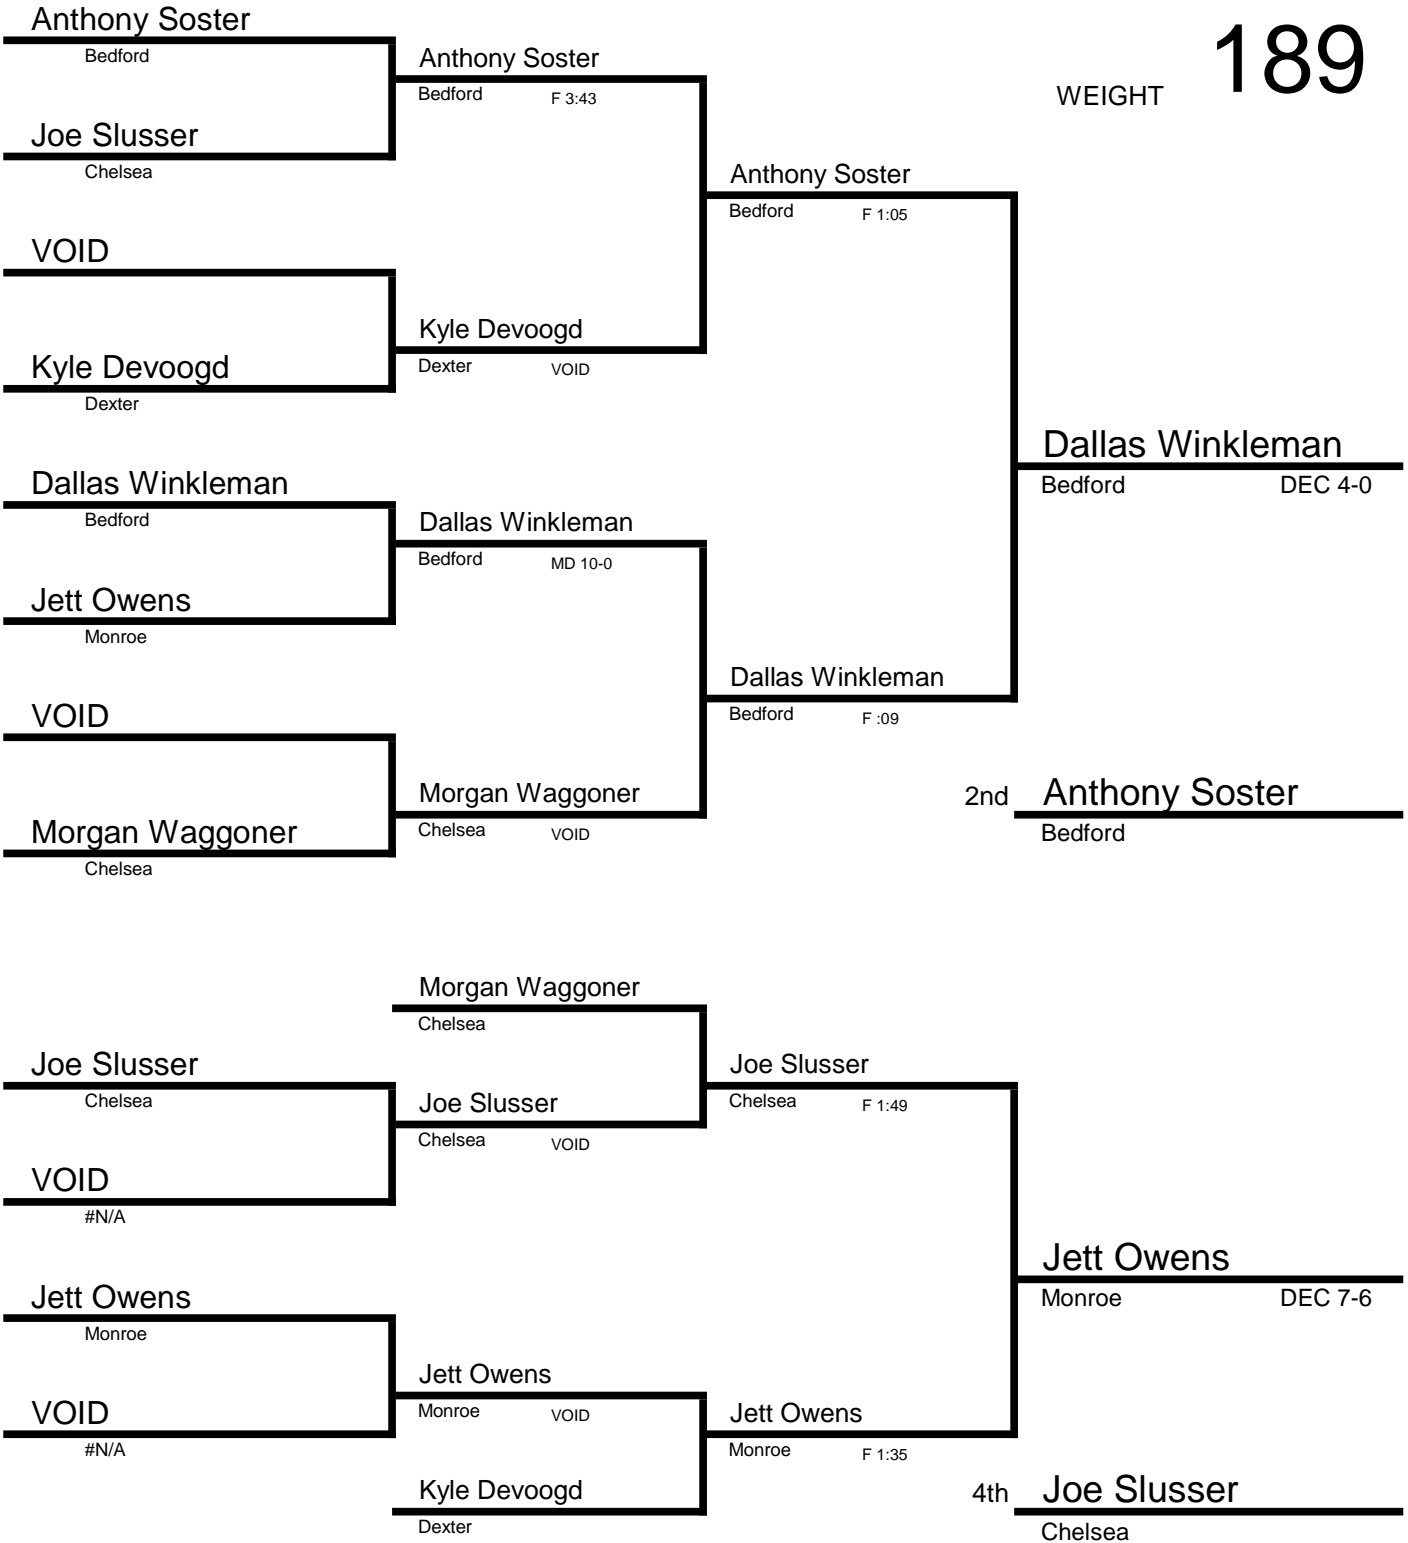 Anthony Soster
Bedford
Anthony Soster
Bedford F 3:43
189
WEIGHT
Joe Slusser
Chelsea
Anthony Soster
Bedford F 1:05
VOID
Kyle Devoogd
Dexter VOID
Kyle Devoogd
Dexter
Dallas Winkleman
Bedford DEC 4-0
Dallas Winkleman
Bedford
Dallas Winkleman
Bedford MD 10-0
Jett Owens
Monroe
Dallas Winkleman
Bedford F :09
VOID
Morgan Waggoner
Chelsea VOID
2nd Anthony Soster
Bedford
Morgan Waggoner
Chelsea
Morgan Waggoner
Chelsea
Joe Slusser
Chelsea
Joe Slusser
Chelsea F 1:49
Joe Slusser
Chelsea VOID
VOID
#N/A
Jett Owens
Monroe DEC 7-6
Jett Owens
Monroe
Jett Owens
Monroe VOID
VOID
#N/A
Jett Owens
Monroe F 1:35
Kyle Devoogd
Dexter
4th Joe Slusser
Chelsea